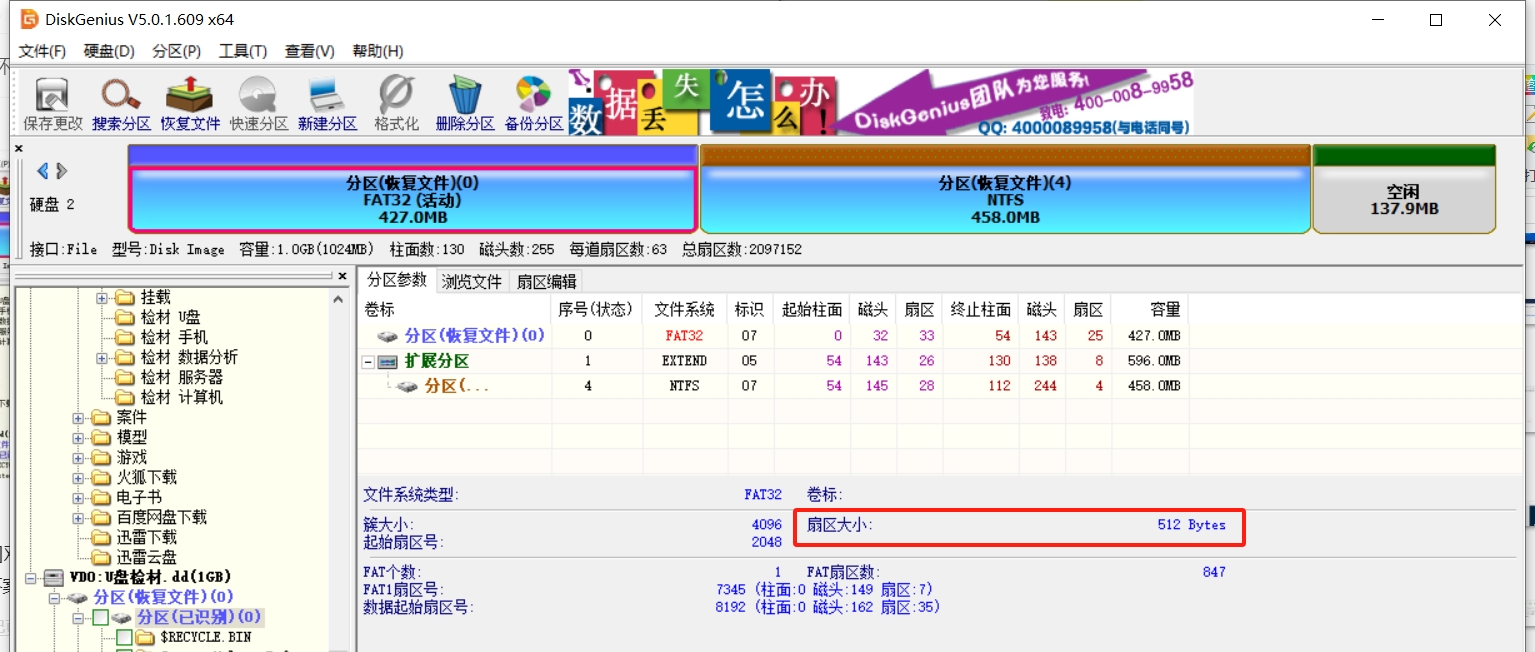 DiskGenius V5.0.1.609 x64
文件(F) 硬盘(D) 分区(P) 工具(T) 查看(V) 帮助(H)
保存更改 搜索分区 恢复文件 快速分区 新建分区 格式化 删除分区 备份分区
数据丢失怎么办!
DiskGenius团队为您服务!
致电: 400-008-9958
QQ: 4000089958(与电话同号)
硬盘 2
分区(恢复文件)(0)
FAT32 (活动)
427.0MB
分区(恢复文件)(4)
NTFS
458.0MB
空闲
137.9MB
接口:File 型号:Disk Image 容量:1.0GB(1024MB) 柱面数:130 磁头数:255 每道扇区数:63 总扇区数:2097152
挂载
检材 U盘
检材 手机
检材 数据分析
检材 服务器
检材 计算机
案件
模型
游戏
火狐下载
电子书
百度网盘下载
迅雷下载
迅雷云盘
VD0:U盘检材.dd(1GB)
分区(恢复文件)(0)
分区(已识别)(0)
$RECYCLE.BIN
分区参数 浏览文件 扇区编辑
卷标 序号(状态) 文件系统 标识 起始柱面 磁头 扇区 终止柱面 磁头 扇区 容量
分区(恢复文件)(0) 0 FAT32 07 0 32 33 54 143 25 427.0MB
扩展分区 1 EXTEND 05 54 143 26 130 138 8 596.0MB
分区(... 4 NTFS 07 54 145 28 112 244 4 458.0MB
文件系统类型: FAT32 卷标:
簇大小: 4096 扇区大小: 512 Bytes
起始扇区号: 2048
FAT个数: 1 FAT扇区数: 847
FAT1扇区号: 7345 (柱面:0 磁头:149 扇区:7)
数据起始扇区号: 8192 (柱面:0 磁头:162 扇区:35)